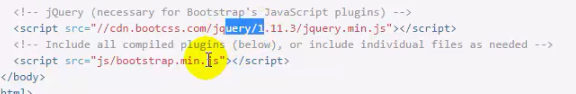 <!-- jQuery (necessary for Bootstrap's JavaScript plugins) -->
<script src="//cdn.bootcss.com/jquery/1.11.3/jquery.min.js"></script>
<!-- Include all compiled plugins (below), or include individual files as needed -->
<script src="js/bootstrap.min.js"></script>
</body>
</html>